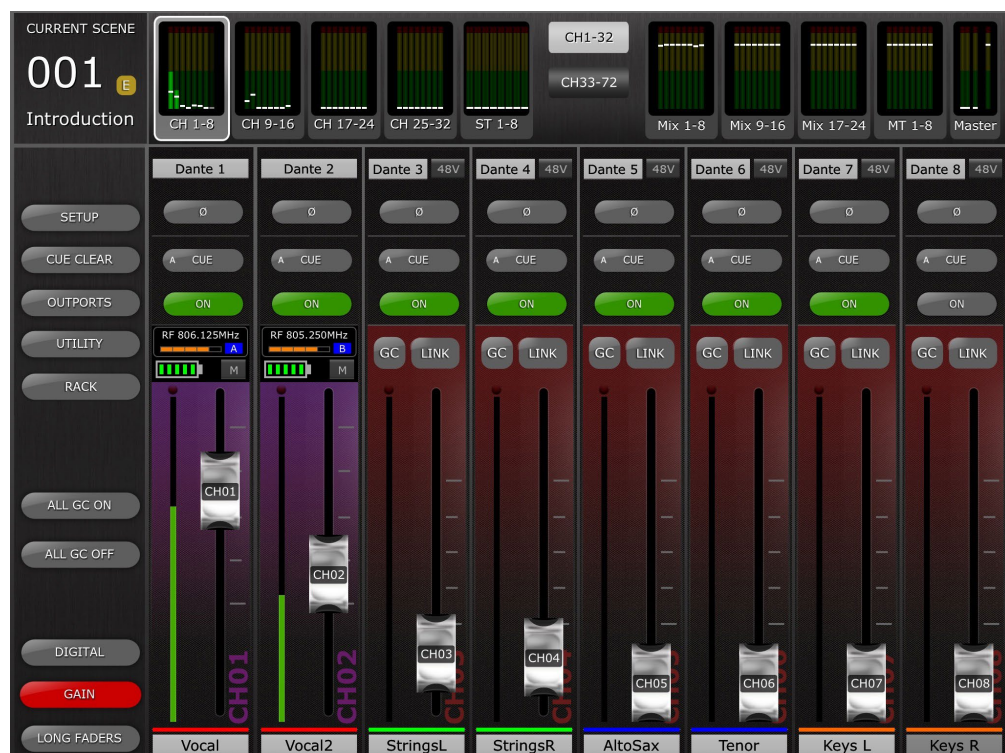 CURRENT SCENE
001 E
Introduction
CH 1-8 CH 9-16 CH 17-24 CH 25-32 ST 1-8
CH1-32
CH33-72
Mix 1-8 Mix 9-16 Mix 17-24 MT 1-8 Master
Dante 1 Dante 2 Dante 3 48V Dante 4 48V Dante 5 48V Dante 6 48V Dante 7 48V Dante 8 48V
SETUP Ø Ø Ø Ø Ø Ø Ø Ø
CUE CLEAR A CUE A CUE A CUE A CUE A CUE A CUE A CUE A CUE
OUTPORTS ON ON ON ON ON ON ON ON
RF 806.125MHz RF 805.250MHz
UTILITY A B GC LINK GC LINK GC LINK GC LINK GC LINK GC LINK
M M
RACK
CH01
ALL GC ON
ALL GC OFF
CH02
DIGITAL CH03 CH04
GAIN CH05 CH06 CH07 CH08
CH01 CH02
LONG FADERS
Vocal Vocal2 StringsL StringsR AltoSax Tenor Keys L Keys R